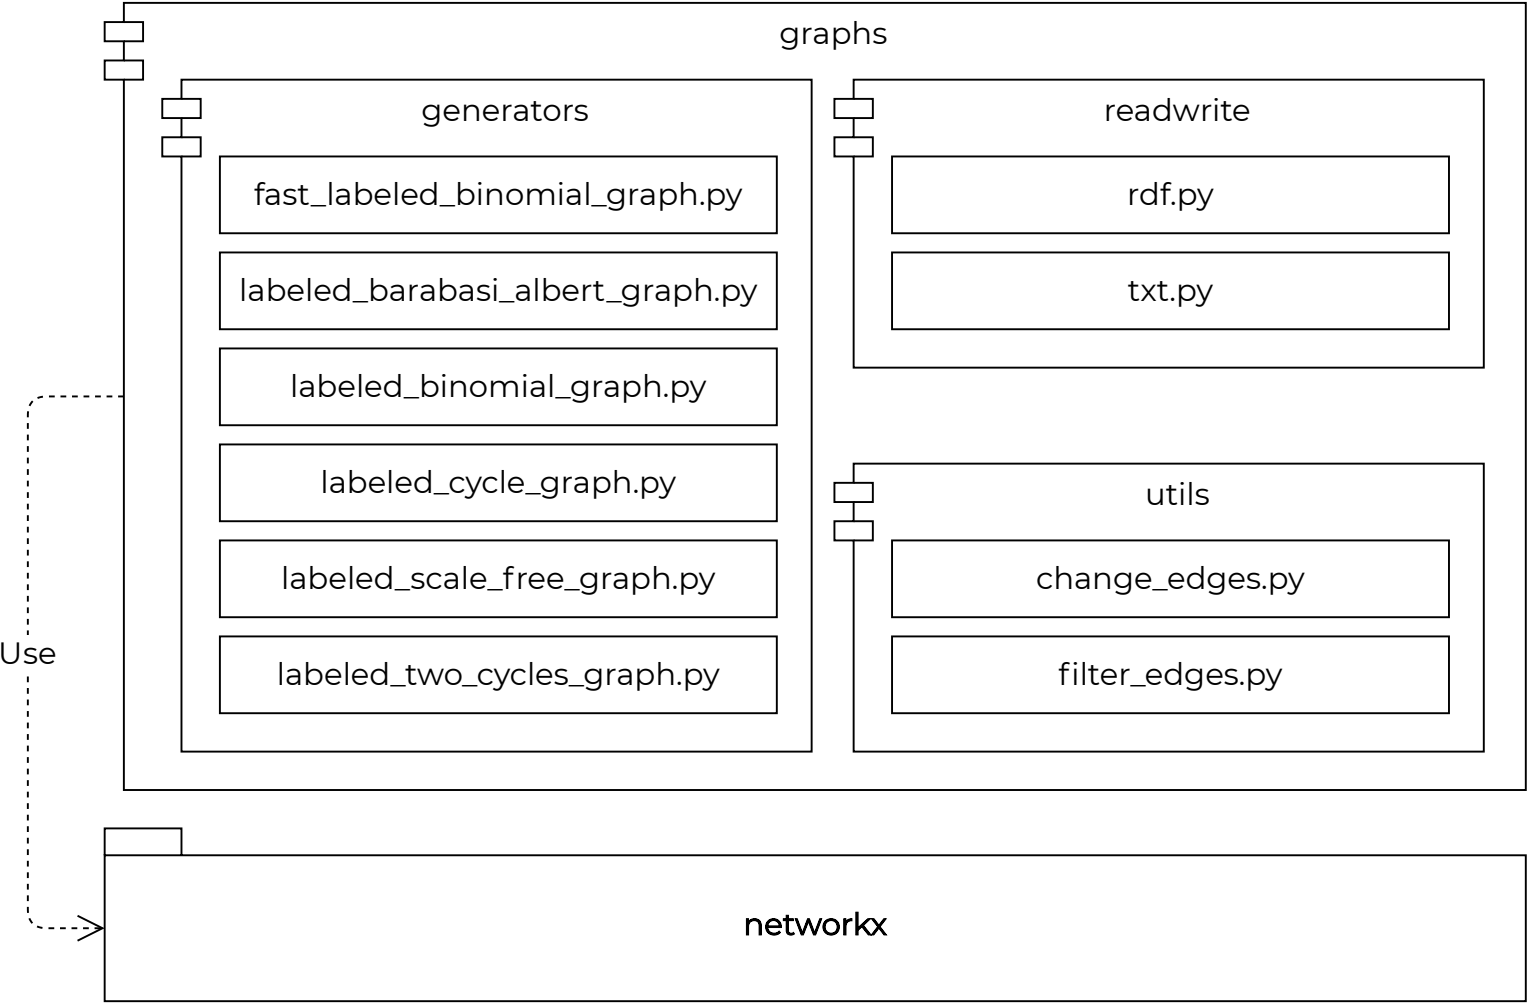 graphs
generators
fast_labeled_binomial_graph.py
labeled_barabasi_albert_graph.py
labeled_binomial_graph.py
labeled_cycle_graph.py
labeled_scale_free_graph.py
labeled_two_cycles_graph.py
readwrite
rdf.py
txt.py
utils
change_edges.py
filter_edges.py
Use
networkx